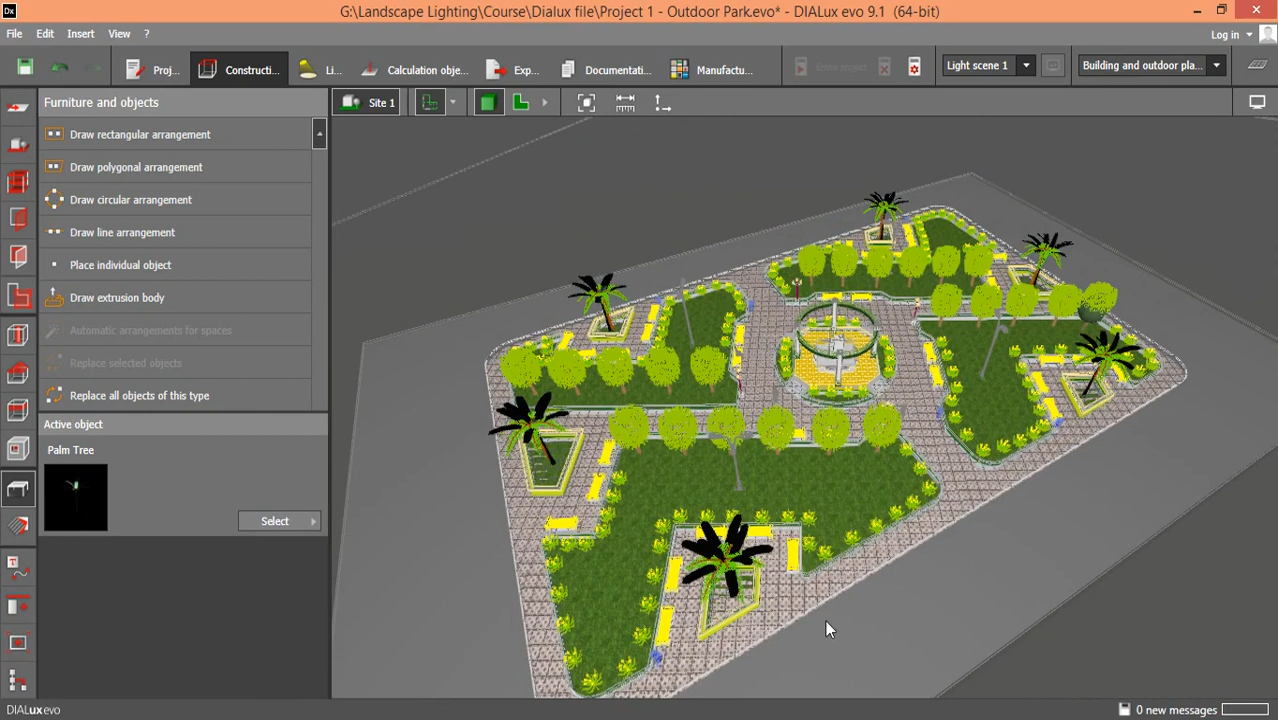 Dx
G:\Landscape Lighting\Course\Dialux file\Project 1 - Outdoor Park.evo* - DIALux evo 9.1 (64-bit)
File Edit Insert View ?
Log in
Proj...
Constructi...
Li...
Calculation obje...
Exp...
Documentati...
Manufactu...
Light scene 1
Building and outdoor pla...
Furniture and objects
Site 1
Draw rectangular arrangement
Draw polygonal arrangement
Draw circular arrangement
Draw line arrangement
Place individual object
Draw extrusion body
Automatic arrangements for spaces
Replace selected objects
Replace all objects of this type
Active object
Palm Tree
Select
DIALux evo
0 new messages